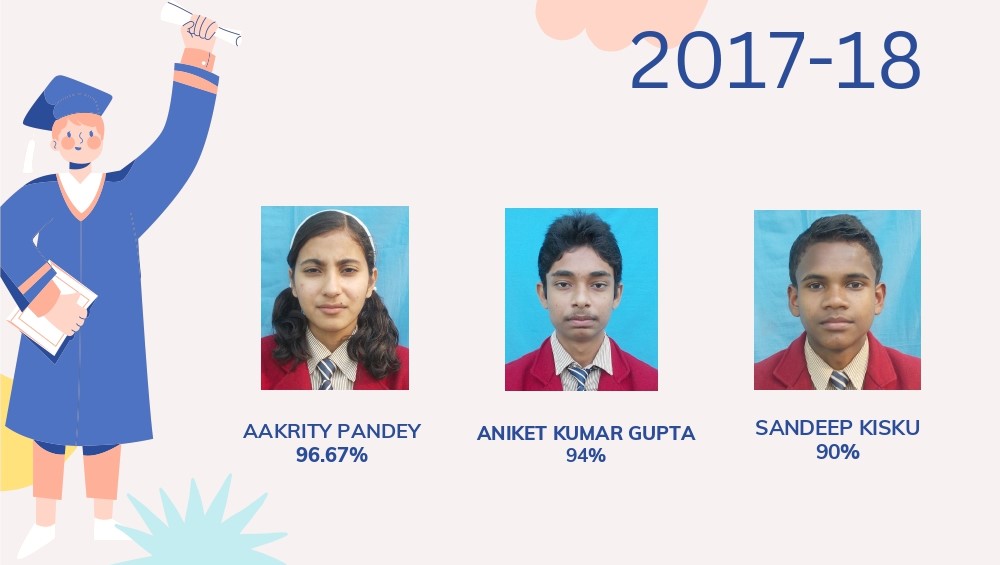 2017-18
AAKRITY PANDEY
96.67%
ANIKET KUMAR GUPTA
94%
SANDEEP KISKU
90%